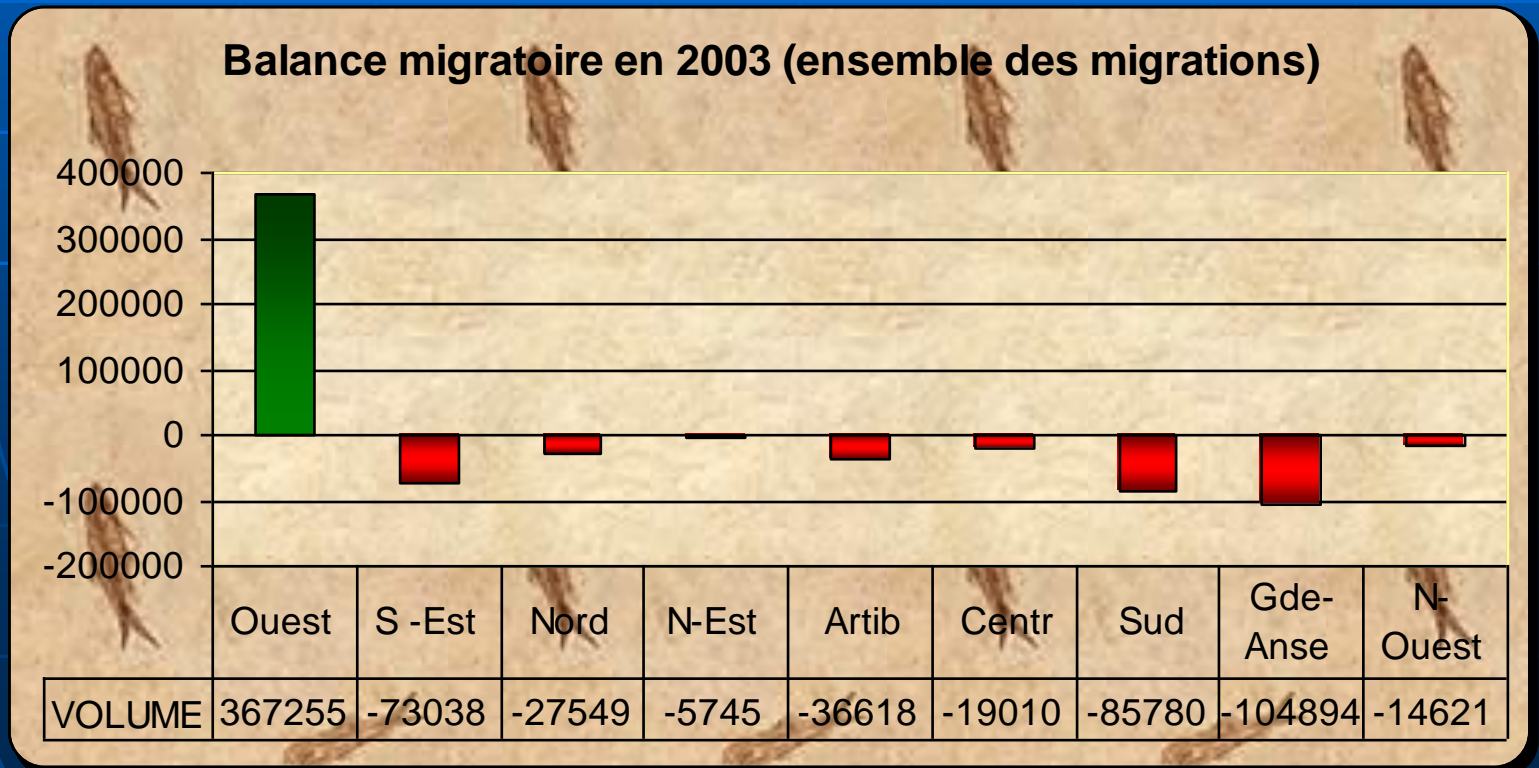 Balance migratoire en 2003 (ensemble des migrations)
400000
300000
200000
100000
0
-100000
-200000
Ouest S -Est Nord N-Est Artib Centr Sud Gde-Anse N-Ouest
VOLUME 367255 -73038 -27549 -5745 -36618 -19010 -85780 -104894 -14621